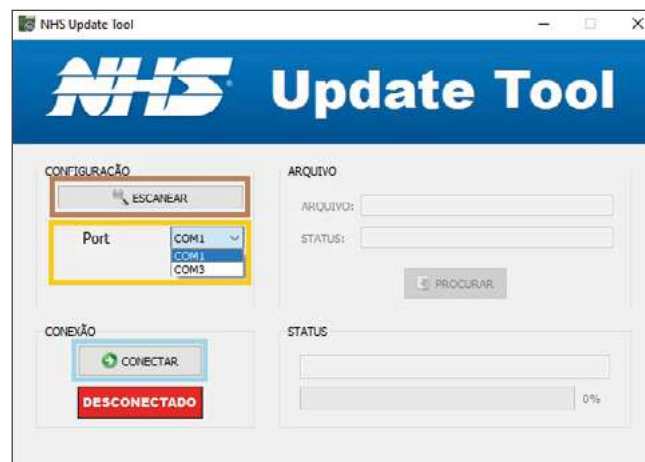 NHS Update Tool
NHS Update Tool
CONFIGURAÇÃO
ESCANEAR
Port
COM1
COM1
COM3
ARQUIVO
ARQUIVO:
STATUS:
PROCURAR
CONEXÃO
CONECTAR
DESCONECTADO
STATUS
0%